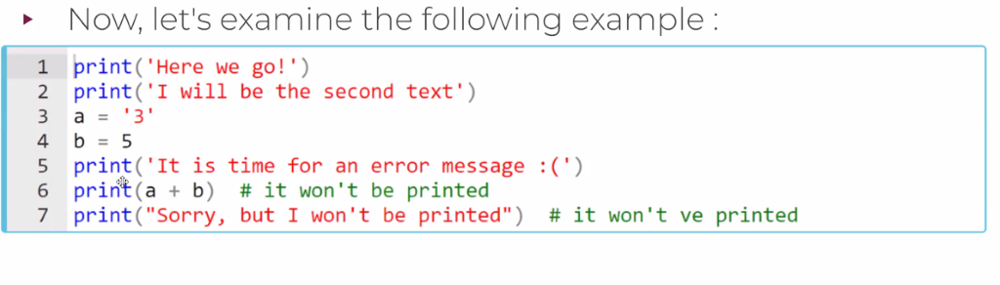 Now, let's examine the following example :
1 print('Here we go!')
2 print('I will be the second text')
3 a = '3'
4 b = 5
5 print('It is time for an error message :(')
6 print(a + b)  # it won't be printed
7 print("Sorry, but I won't be printed")  # it won't ve printed